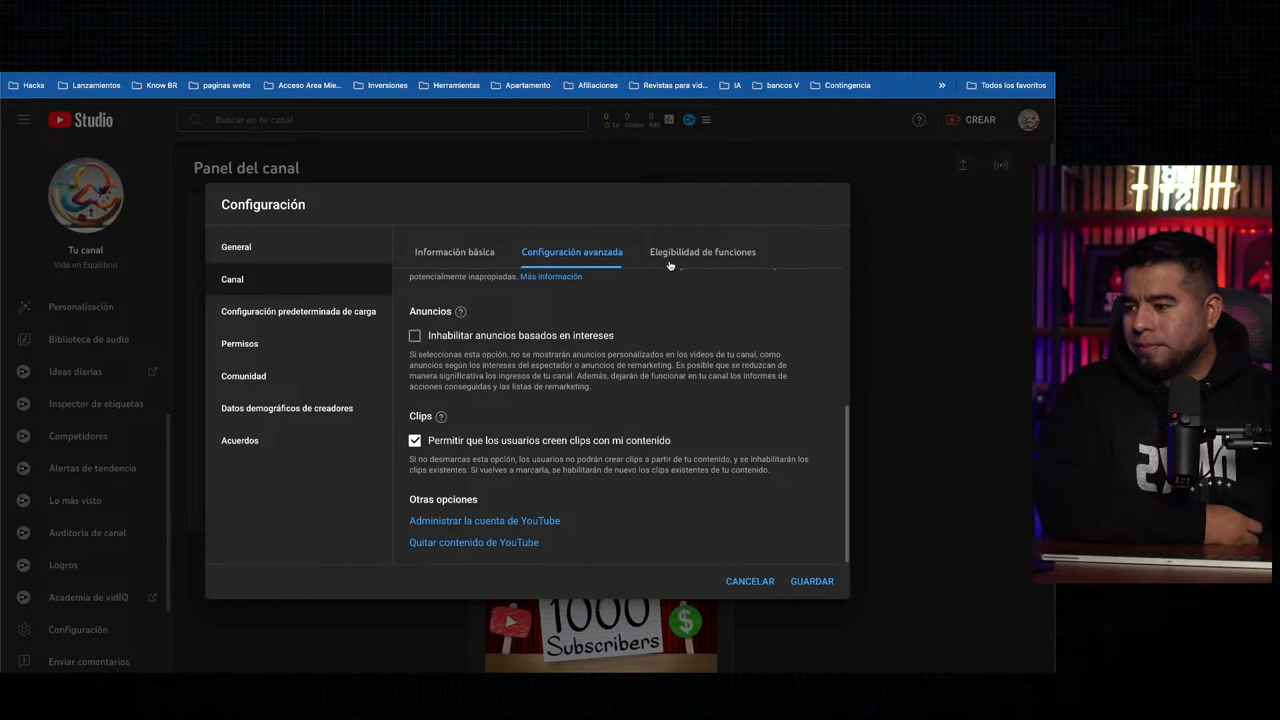 Hacks Lanzamientos Know BR paginas webs Acceso Area Mie... Inversiones Herramientas Apartamento Afiliaciones Revistas para vid... IA bancos V Contingencia » Todos los favoritos
Studio
Buscar en tu canal
0 0 0
60min 48h
CREAR
Panel del canal
Tu canal
Vida en Equilibrio
Personalización
Biblioteca de audio
Ideas diarias
Inspector de etiquetas
Competidores
Alertas de tendencia
Lo más visto
Auditoría de canal
Logros
Academia de vidIQ
Configuración
Enviar comentarios
Configuración
General
Canal
Configuración predeterminada de carga
Permisos
Comunidad
Datos demográficos de creadores
Acuerdos
Información básica Configuración avanzada Elegibilidad de funciones
potencialmente inapropiadas. Más información
Anuncios
Inhabilitar anuncios basados en intereses
Si seleccionas esta opción, no se mostrarán anuncios personalizados en los videos de tu canal, como
anuncios según los intereses del espectador o anuncios de remarketing. Es posible que se reduzcan de
manera significativa los ingresos de tu canal. Además, dejarán de funcionar en tu canal los informes de
acciones conseguidas y las listas de remarketing.
Clips
Permitir que los usuarios creen clips con mi contenido
Si no desmarcas esta opción, los usuarios no podrán crear clips a partir de tu contenido, y se inhabilitarán los
clips existentes. Si vuelves a marcarla, se habilitarán de nuevo los clips existentes de tu contenido.
Otras opciones
Administrar la cuenta de YouTube
Quitar contenido de YouTube
CANCELAR GUARDAR
1000
Subscribers